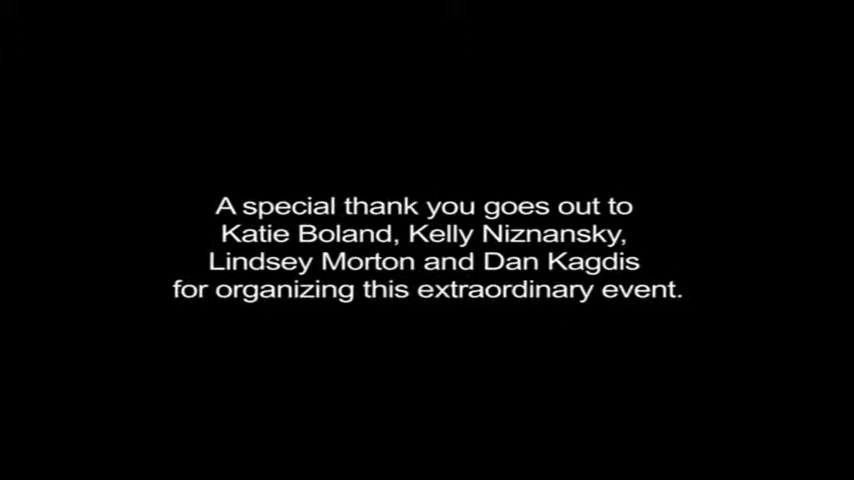 A special thank you goes out to
Katie Boland, Kelly Niznansky,
Lindsey Morton and Dan Kagdis
for organizing this extraordinary event.